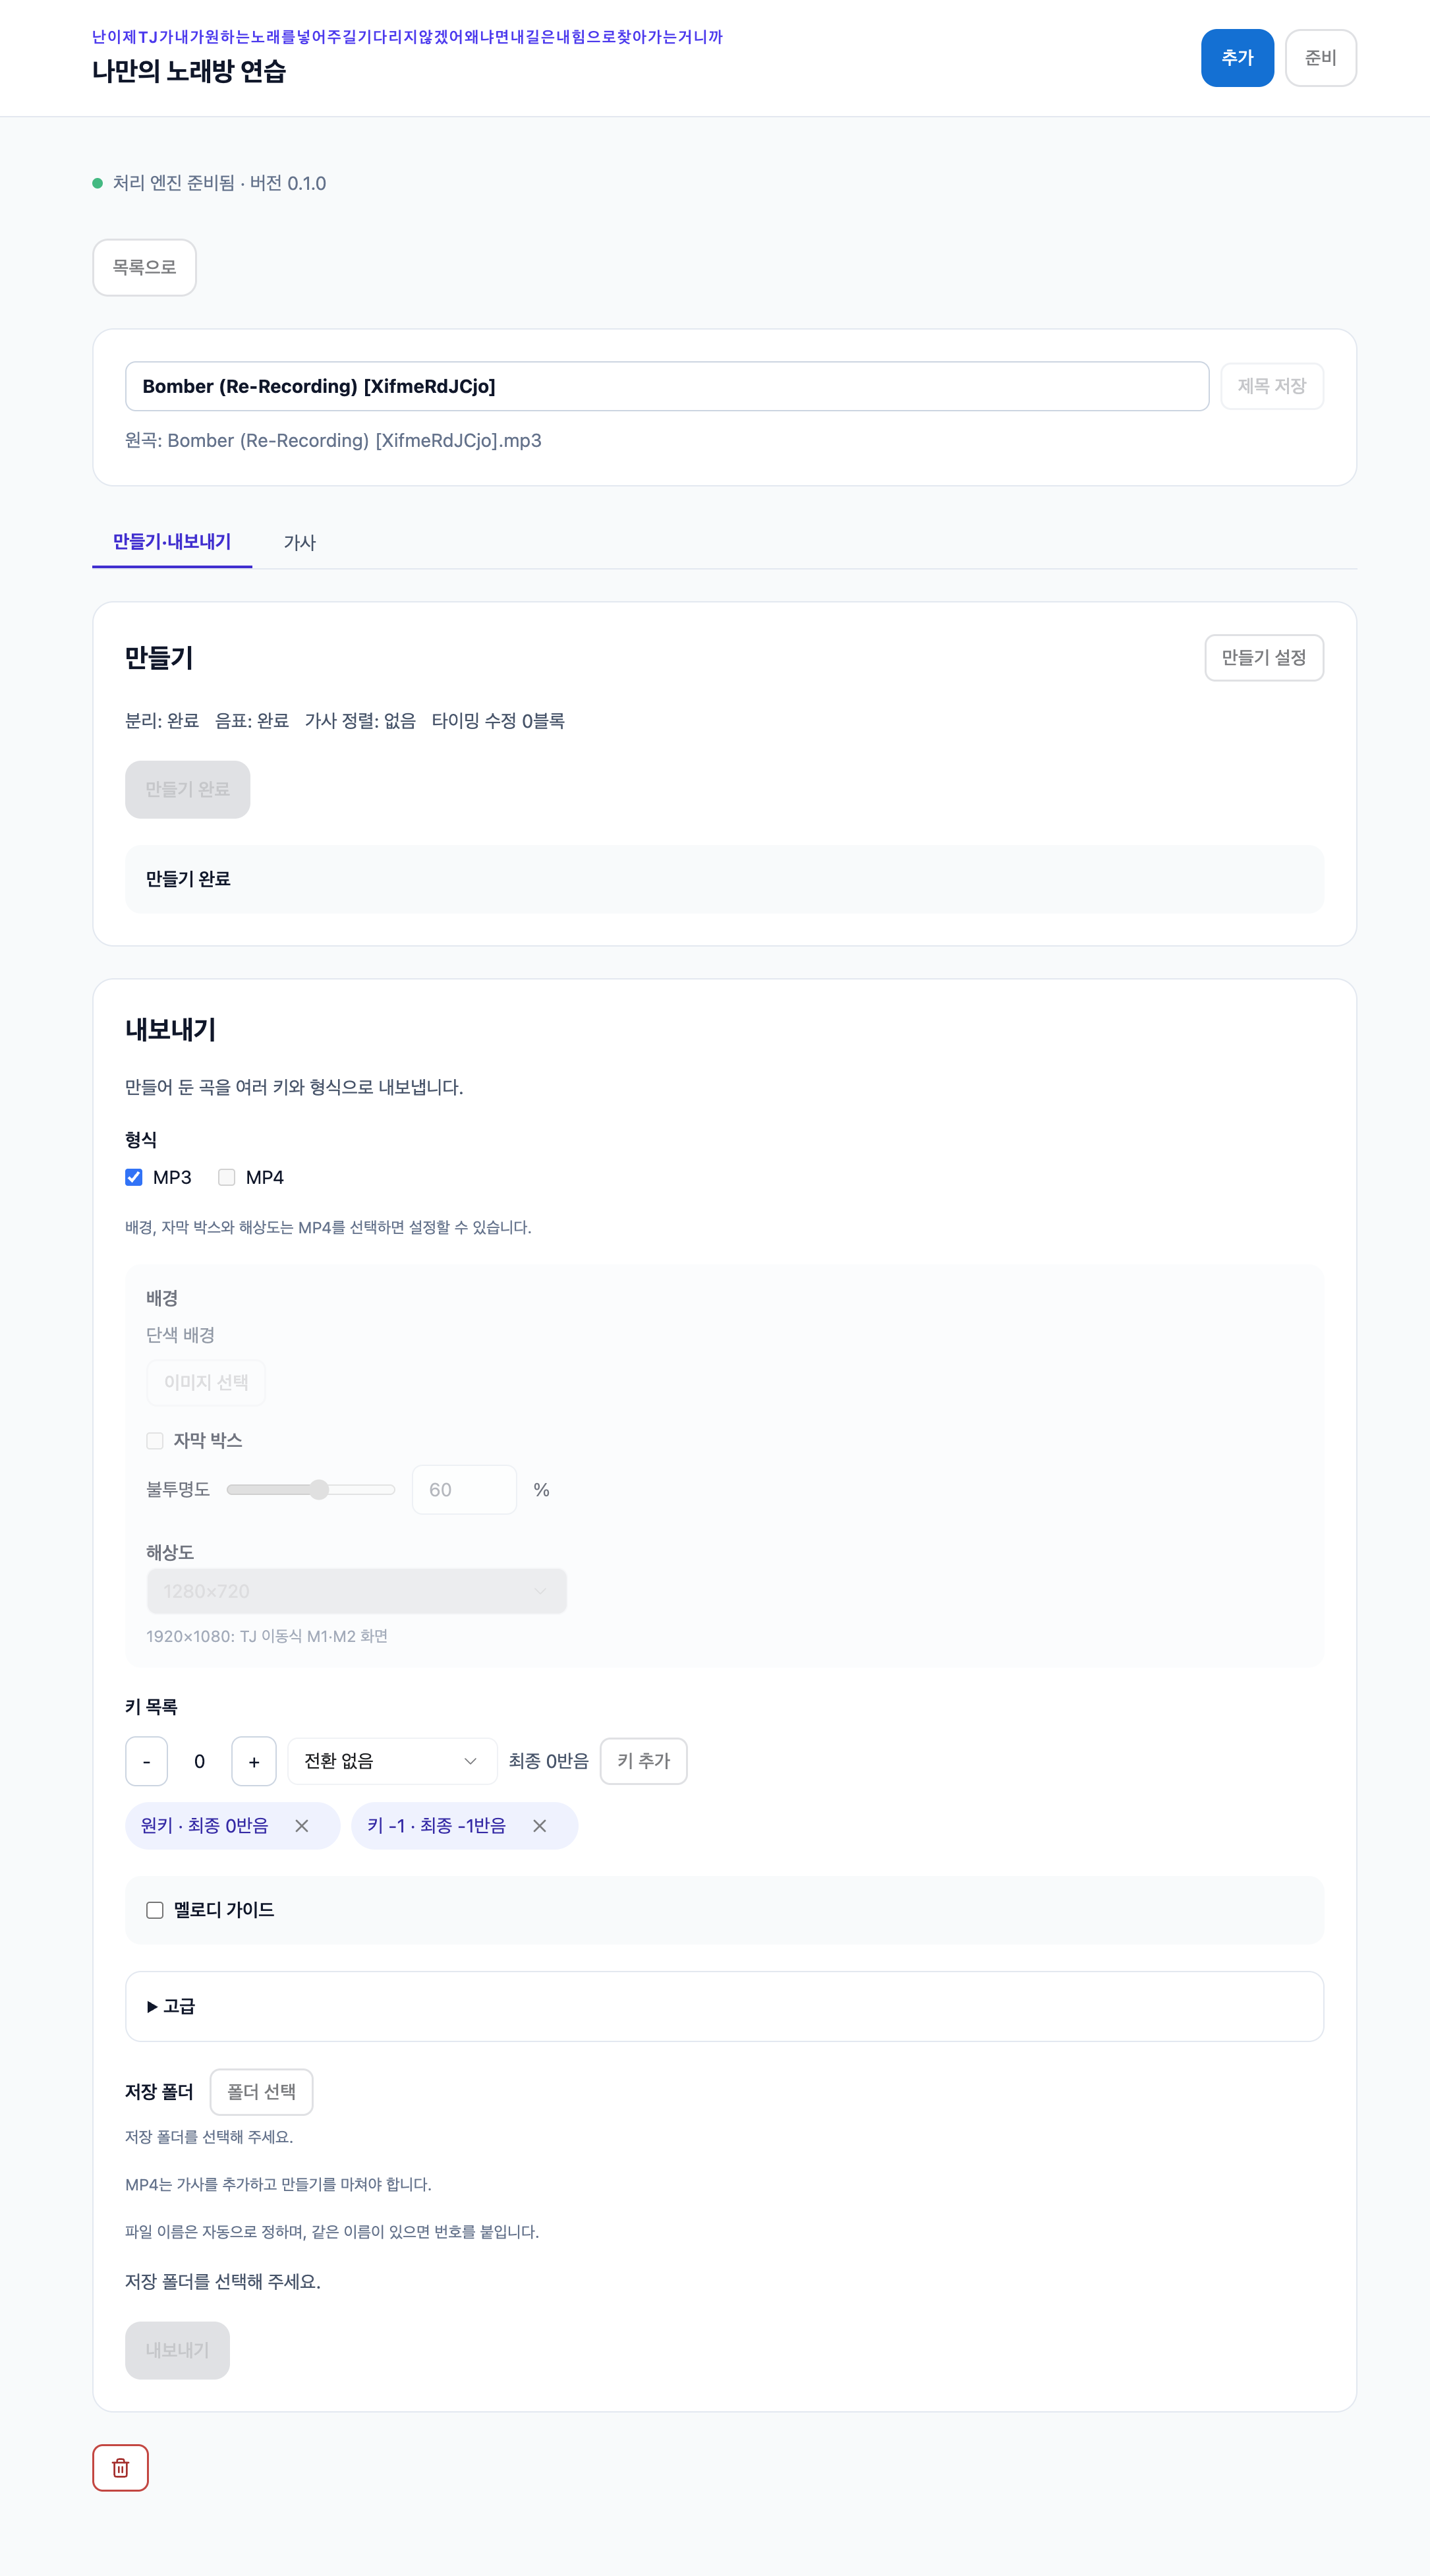 난이제TJ가내가원하는노래를넣어주길기다리지않겠어왜냐면내길은내힘으로찾아가는거니까
나만의 노래방 연습
추가
준비
처리 엔진 준비됨 · 버전 0.1.0
목록으로
Bomber (Re-Recording) [XifmeRdJCjo]
제목 저장
원곡: Bomber (Re-Recording) [XifmeRdJCjo].mp3
만들기·내보내기
가사
만들기
만들기 설정
분리: 완료 음표: 완료 가사 정렬: 없음 타이밍 수정 0블록
만들기 완료
만들기 완료
내보내기
만들어 둔 곡을 여러 키와 형식으로 내보냅니다.
형식
MP3 MP4
배경, 자막 박스와 해상도는 MP4를 선택하면 설정할 수 있습니다.
배경
단색 배경
이미지 선택
자막 박스
불투명도 60 %
해상도
1280×720
1920×1080: TJ 이동식 M1·M2 화면
키 목록
- 0 + 전환 없음 최종 0반음 키 추가
원키 · 최종 0반음 키 -1 · 최종 -1반음
멜로디 가이드
고급
저장 폴더 폴더 선택
저장 폴더를 선택해 주세요.
MP4는 가사를 추가하고 만들기를 마쳐야 합니다.
파일 이름은 자동으로 정하며, 같은 이름이 있으면 번호를 붙입니다.
저장 폴더를 선택해 주세요.
내보내기